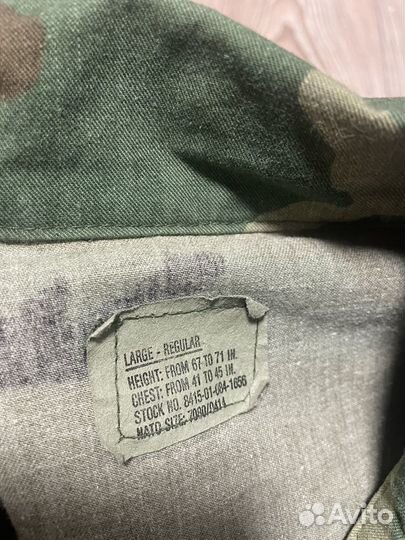 LARGE - REGULAR
HEIGHT: FROM 67 TO 71 IN.
CHEST: FROM 41 TO 45 IN.
STOCK NO. 8415-01-084-1656
NATO SIZE: 7080/0414
Avito